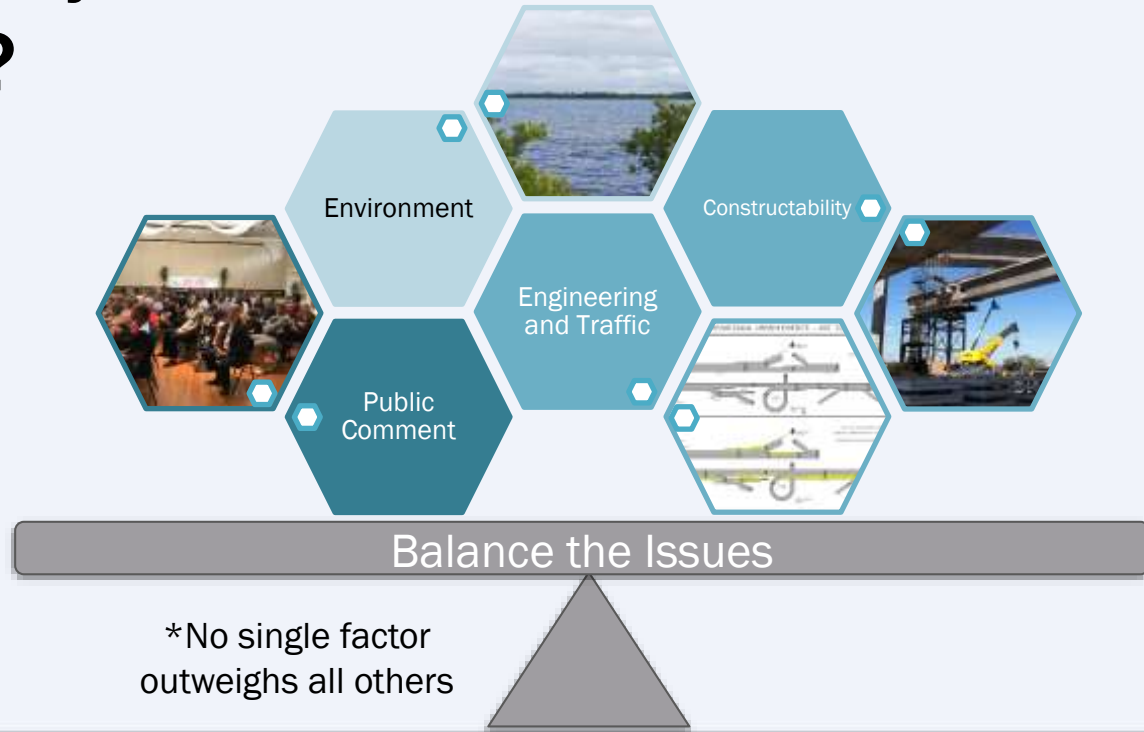 ?
Environment
Constructability
Engineering
and Traffic
Public
Comment
Balance the Issues
*No single factor
outweighs all others